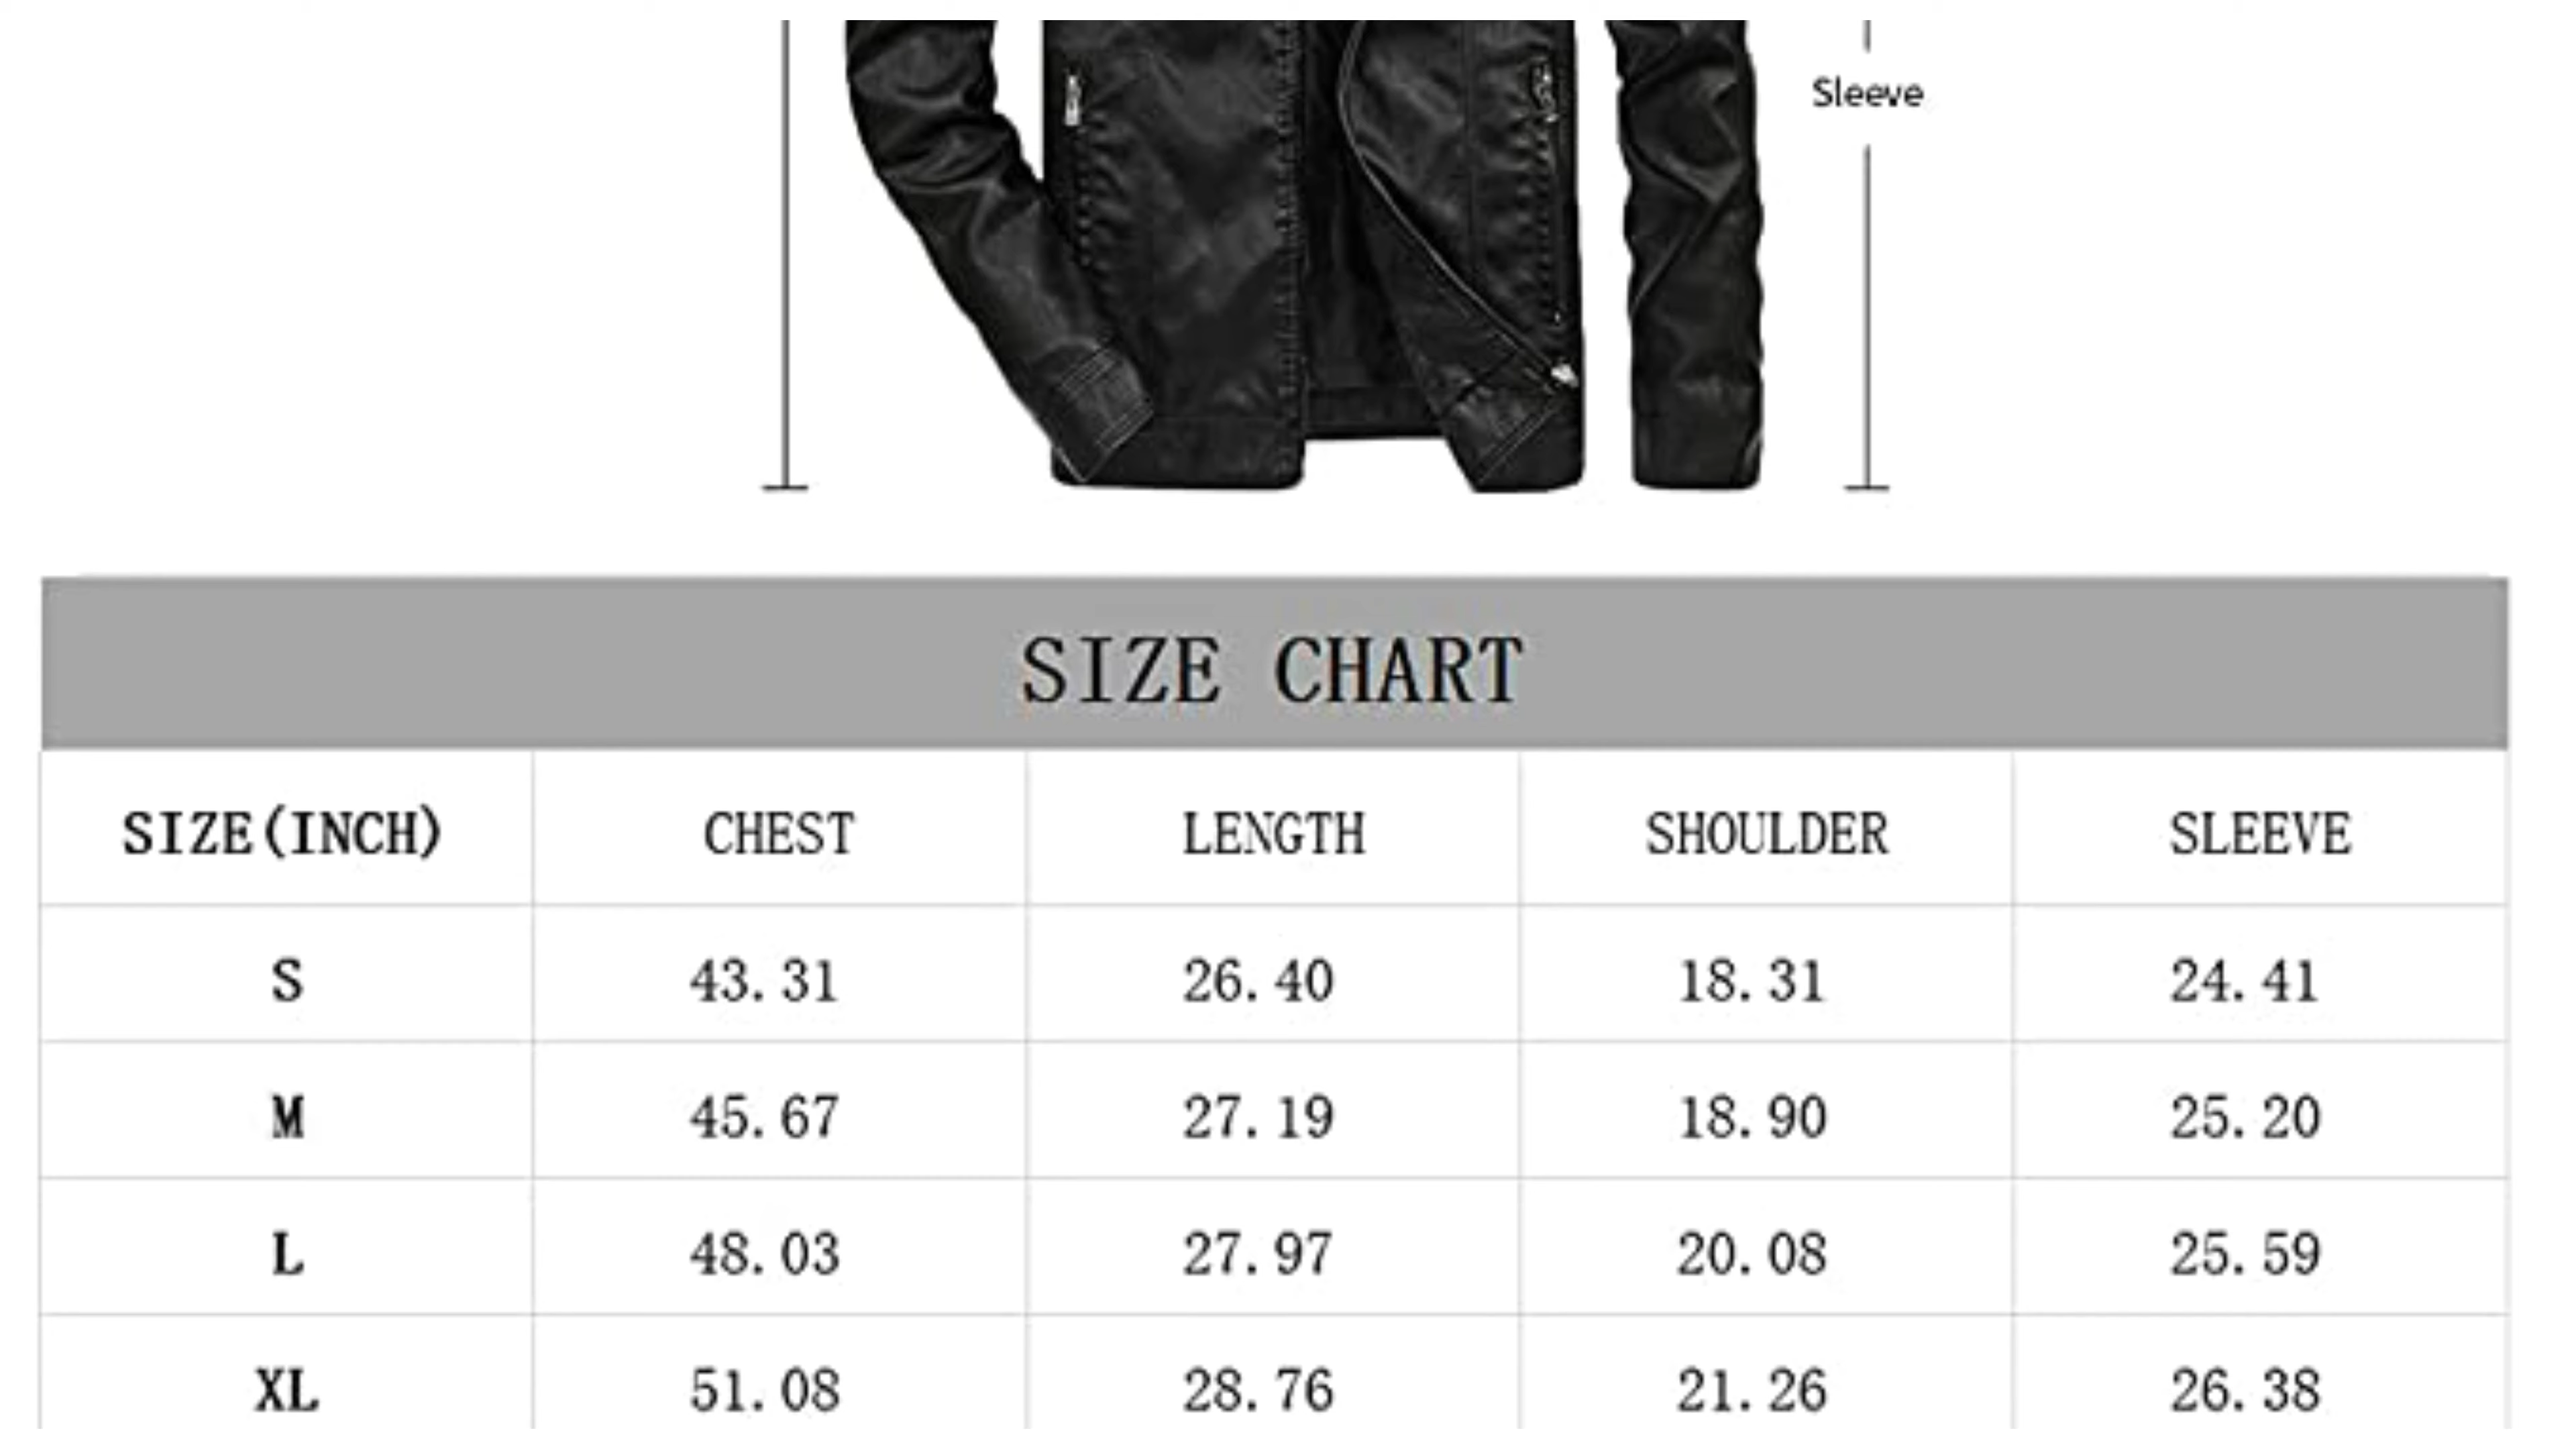 Sleeve
SIZE CHART
SIZE(INCH) CHEST LENGTH SHOULDER SLEEVE
S 43.31 26.40 18.31 24.41
M 45.67 27.19 18.90 25.20
L 48.03 27.97 20.08 25.59
XL 51.08 28.76 21.26 26.38